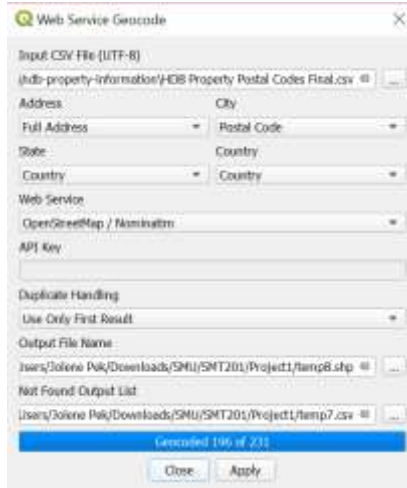 Web Service Geocode
Input CSV File (UTF-8)
\hdb-property-information\HDB Property Postal Codes Final.csv ...
Address City
Full Address Postal Code
State Country
Country Country
Web Service
OpenStreetMap / Nominatim
API Key
Duplicate Handling
Use Only First Result
Output File Name
Jsers/Jolene Pek/Downloads/SMU/SMT201/Project1/temp8.shp ...
Not Found Output List
Jsers/Jolene Pek/Downloads/SMU/SMT201/Project1/temp7.csv ...
Geocoded 196 of 231
Close Apply